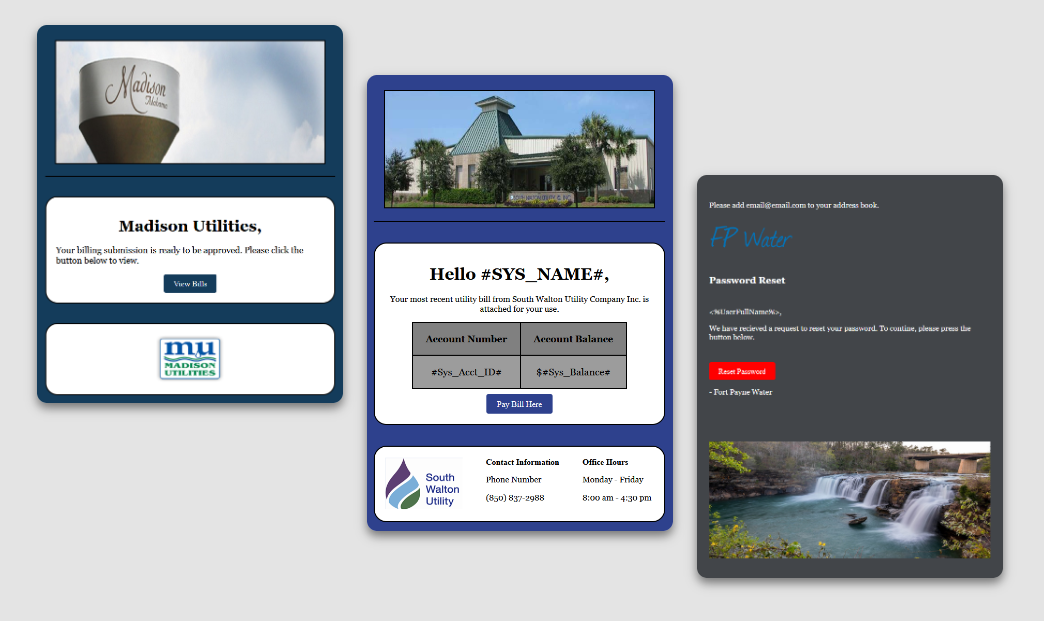 Madison
Madison Utilities,
Your billing submission is ready to be approved. Please click the
button below to view.
View Bills
mu
MADISON
UTILITIES
Hello #SYS_NAME#,
Your most recent utility bill from South Walton Utility Company Inc. is
attached for your use.
Account Number Account Balance
#Sys_Acct_ID# $#Sys_Balance#
Pay Bill Here
South
Walton
Utility
Contact Information
Phone Number
(850) 837-2988
Office Hours
Monday - Friday
8:00 am - 4:30 pm
Please add email@email.com to your address book.
FP Water
Password Reset
<%UserFullName%>,
We have recieved a request to reset your password. To contine, please press the
button below.
Reset Password
- Fort Payne Water